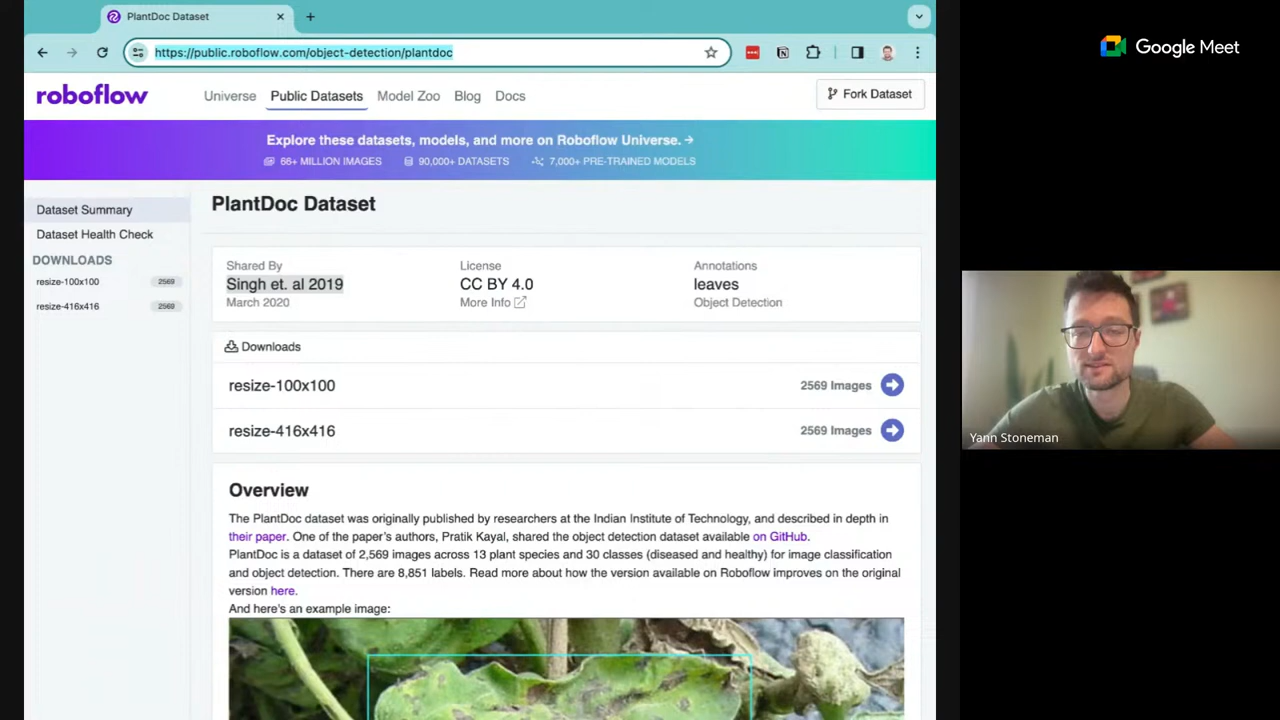 PlantDoc Dataset
https://public.roboflow.com/object-detection/plantdoc
Google Meet
roboflow
Universe
Public Datasets
Model Zoo
Blog
Docs
Fork Dataset
Explore these datasets, models, and more on Roboflow Universe.
66+ MILLION IMAGES
90,000+ DATASETS
7,000+ PRE-TRAINED MODELS
Dataset Summary
Dataset Health Check
DOWNLOADS
resize-100x100 2569
resize-416x416 2569
PlantDoc Dataset
Shared By
Singh et. al 2019
March 2020
License
CC BY 4.0
More Info
Annotations
leaves
Object Detection
Downloads
resize-100x100 2569 Images
resize-416x416 2569 Images
Overview
The PlantDoc dataset was originally published by researchers at the Indian Institute of Technology, and described in depth in
their paper. One of the paper's authors, Pratik Kayal, shared the object detection dataset available on GitHub.
PlantDoc is a dataset of 2,569 images across 13 plant species and 30 classes (diseased and healthy) for image classification
and object detection. There are 8,851 labels. Read more about how the version available on Roboflow improves on the original
version here.
And here's an example image:
Yann Stoneman